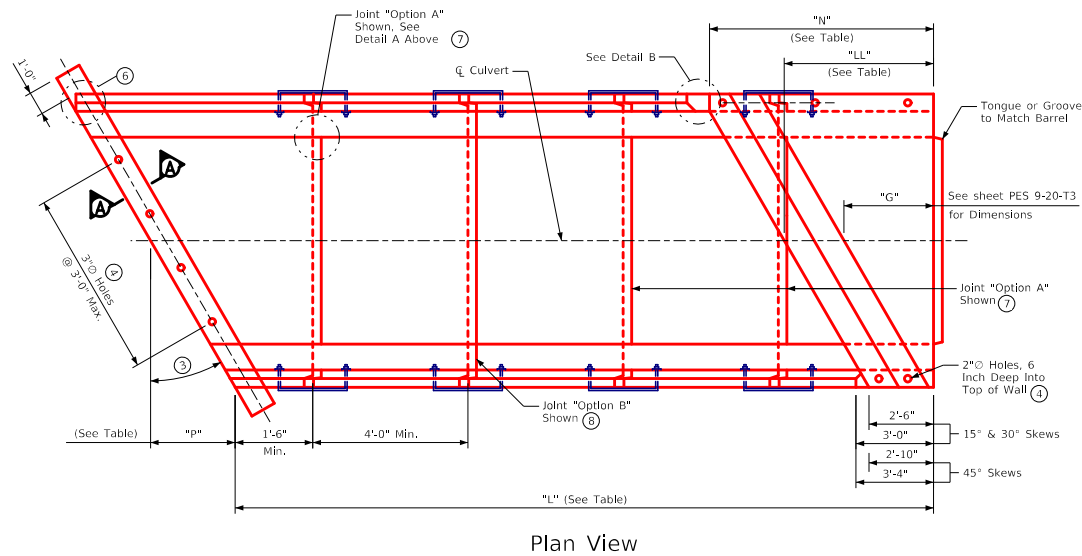 Joint "Option A"
Shown, See
Detail A Above
7
"N"
(See Table)
"LL"
(See Table)
See Detail B
℄ Culvert
1'-0"
6
Tongue or Groove
to Match Barrel
A
A
"G"
See sheet PES 9-20-T3
for Dimensions
3"∅ Holes
@ 3'-0" Max.
4
Joint "Option A"
Shown
7
3
2"∅ Holes, 6
Inch Deep Into
Top of Wall
4
Joint "Option B"
Shown
8
(See Table)
"P"
1'-6"
Min.
4'-0" Min.
2'-6"
3'-0"
15° & 30° Skews
2'-10"
3'-4"
45° Skews
"L" (See Table)
Plan View